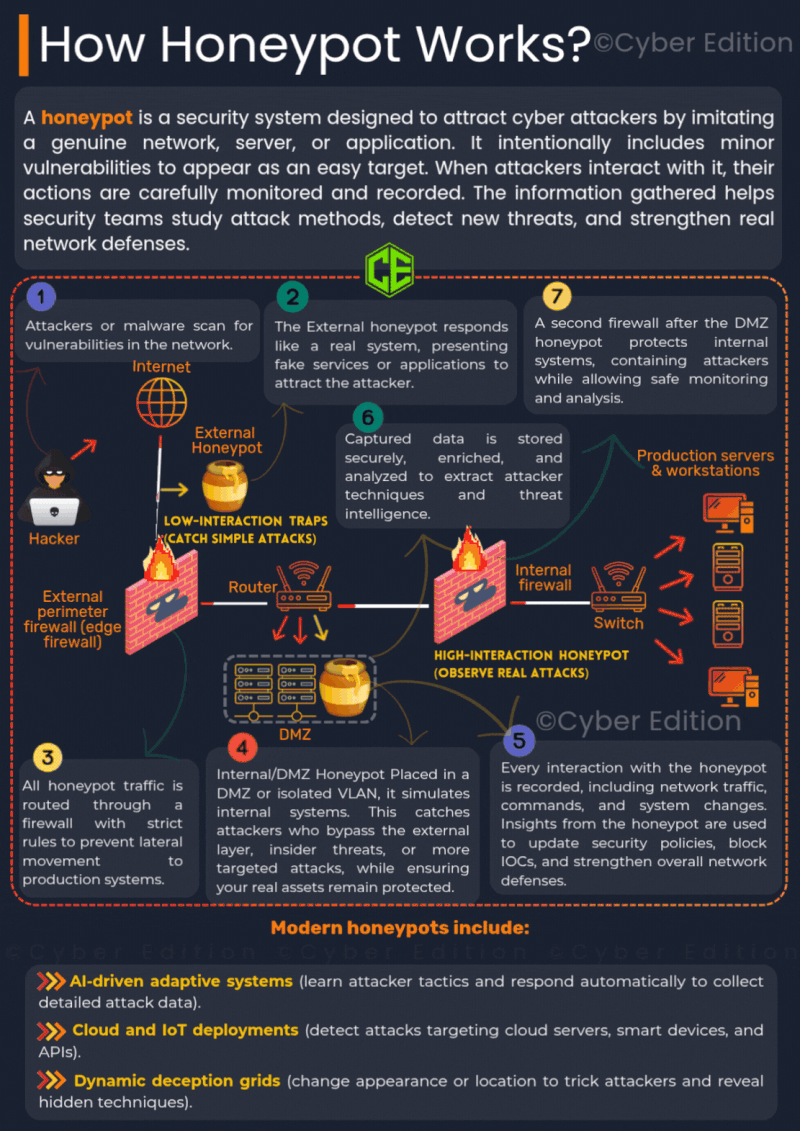 How Honeypot Works?
©Cyber Edition
A honeypot is a security system designed to attract cyber attackers by imitating
a genuine network, server, or application. It intentionally includes minor
vulnerabilities to appear as an easy target. When attackers interact with it, their
actions are carefully monitored and recorded. The information gathered helps
security teams study attack methods, detect new threats, and strengthen real
network defenses.
CE
1
Attackers or malware scan for
vulnerabilities in the network.
2
The External honeypot responds
like a real system, presenting
fake services or applications to
attract the attacker.
7
A second firewall after the DMZ
honeypot protects internal
systems, containing attackers
while allowing safe monitoring
and analysis.
Internet
External
Honeypot
6
Captured data is stored
securely, enriched, and
analyzed to extract attacker
techniques and threat
intelligence.
Production servers
& workstations
Hacker
LOW-INTERACTION TRAPS
(CATCH SIMPLE ATTACKS)
External
perimeter
firewall (edge
firewall)
Router
Internal
firewall
Switch
HIGH-INTERACTION HONEYPOT
(OBSERVE REAL ATTACKS)
DMZ
©Cyber Edition
3
All honeypot traffic is
routed through a
firewall with strict
rules to prevent lateral
movement to
production systems.
4
Internal/DMZ Honeypot Placed in a
DMZ or isolated VLAN, it simulates
internal systems. This catches
attackers who bypass the external
layer, insider threats, or more
targeted attacks, while ensuring
your real assets remain protected.
5
Every interaction with the honeypot
is recorded, including network traffic,
commands, and system changes.
Insights from the honeypot are used
to update security policies, block
IOCs, and strengthen overall network
defenses.
Modern honeypots include:
©Cyber Edition ©Cyber Edition ©Cyber Edition
AI-driven adaptive systems (learn attacker tactics and respond automatically to collect
detailed attack data).
Cloud and IoT deployments (detect attacks targeting cloud servers, smart devices, and
APIs).
Dynamic deception grids (change appearance or location to trick attackers and reveal
hidden techniques).